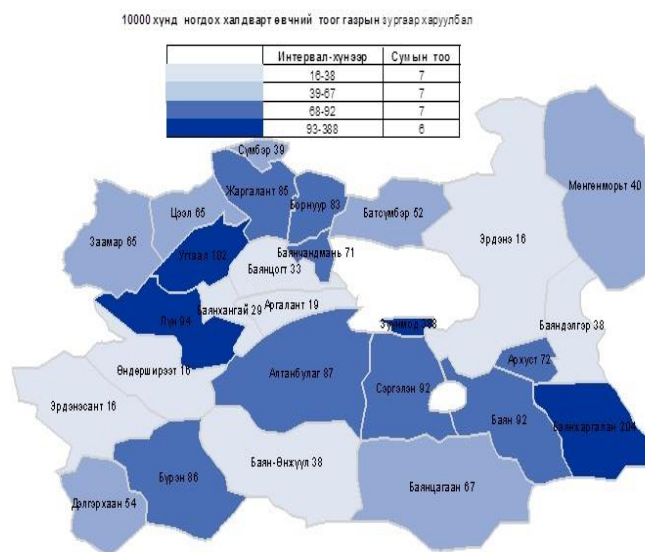 10000 хүнд ногдох халдварт өвчний тоог газрын зургаар харуулбал
Интервал-хүнээр Сумын тоо
16-38 7
39-67 7
68-92 7
93-388 6
Сүмбэр 39
Мөнгөнморьт 40
Жаргалант 85
Борнуур 83
Цээл 65
Батсүмбэр 52
Заамар 65
Эрдэнэ 16
Угтаал 102
Баянчандмань 71
Баянцогт 33
Баянхангай 29
Аргалант 19
Лүн 94
Зуунмод 388
Баяндэлгэр 38
Архуст 72
Өндөрширээт 16
Алтанбулаг 87
Сэргэлэн 92
Эрдэнэсант 16
Баян 92
Баянжаргалан 204
Бүрэн 86
Баян-Өнжүүл 38
Баянцагаан 67
Дэлгэрхаан 54